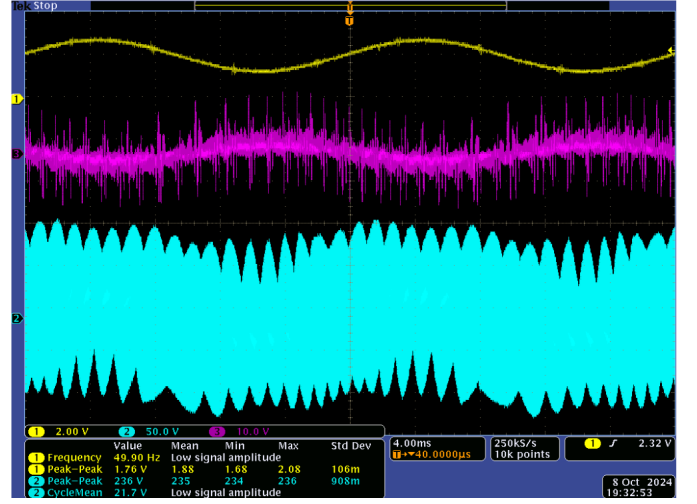 Tek Stop
T
T
1
3
2
1 2.00 V 2 50.0 V 3 10.0 V
Value Mean Min Max Std Dev
1 Frequency 49.90 Hz Low signal amplitude
1 Peak-Peak 1.76 V 1.88 1.68 2.08 106m
2 Peak-Peak 236 V 235 234 236 908m
2 CycleMean 21.7 V Low signal amplitude
4.00ms
T→▼40.0000µs
250kS/s
10k points
1 ∫ 2.32 V
8 Oct 2024
19:32:53